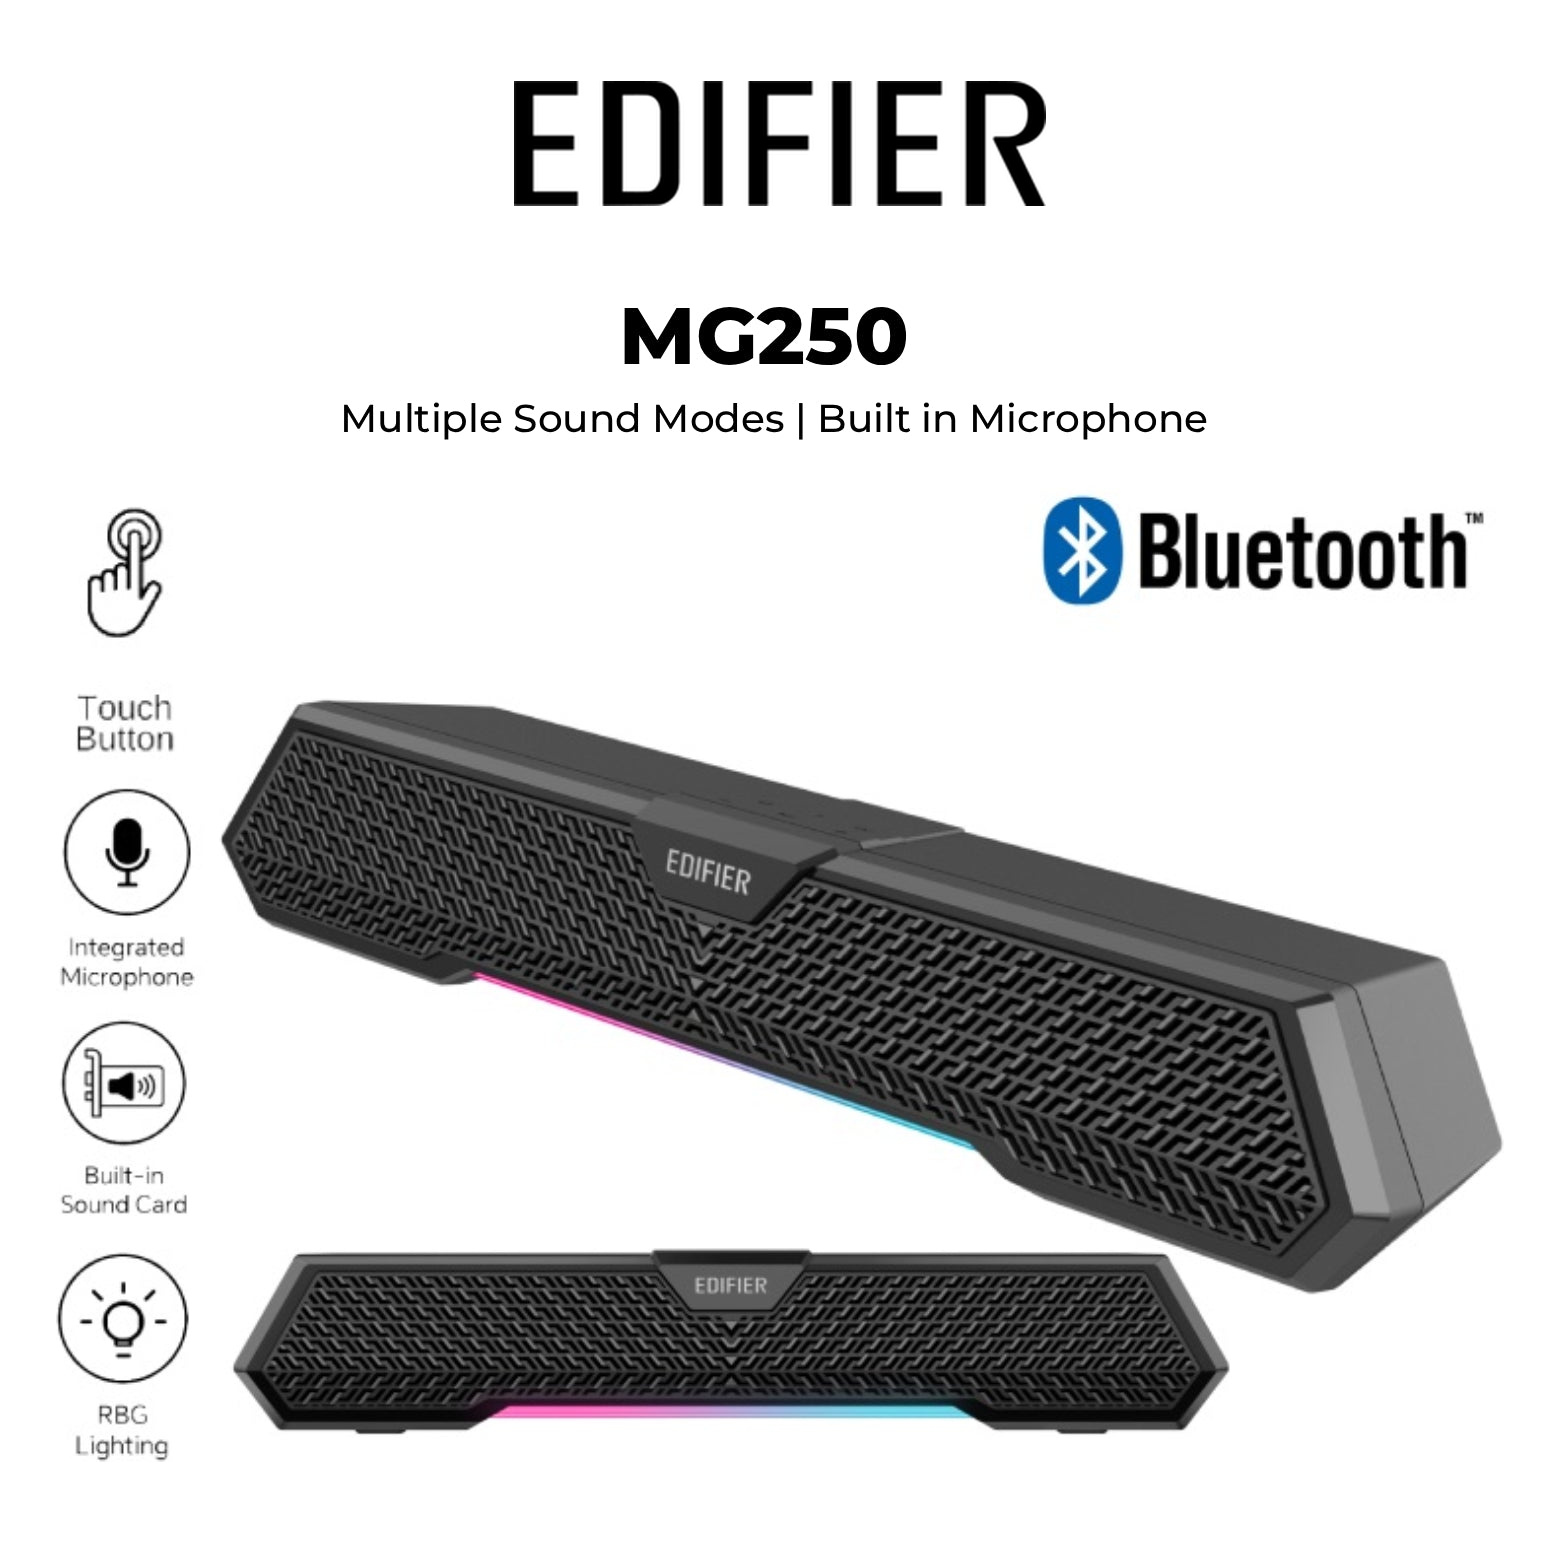 EDIFIER
MG250
Multiple Sound Modes | Built in Microphone
Bluetooth™
Touch
Button
Integrated
Microphone
Built-in
Sound Card
RBG
Lighting
EDIFIER
EDIFIER